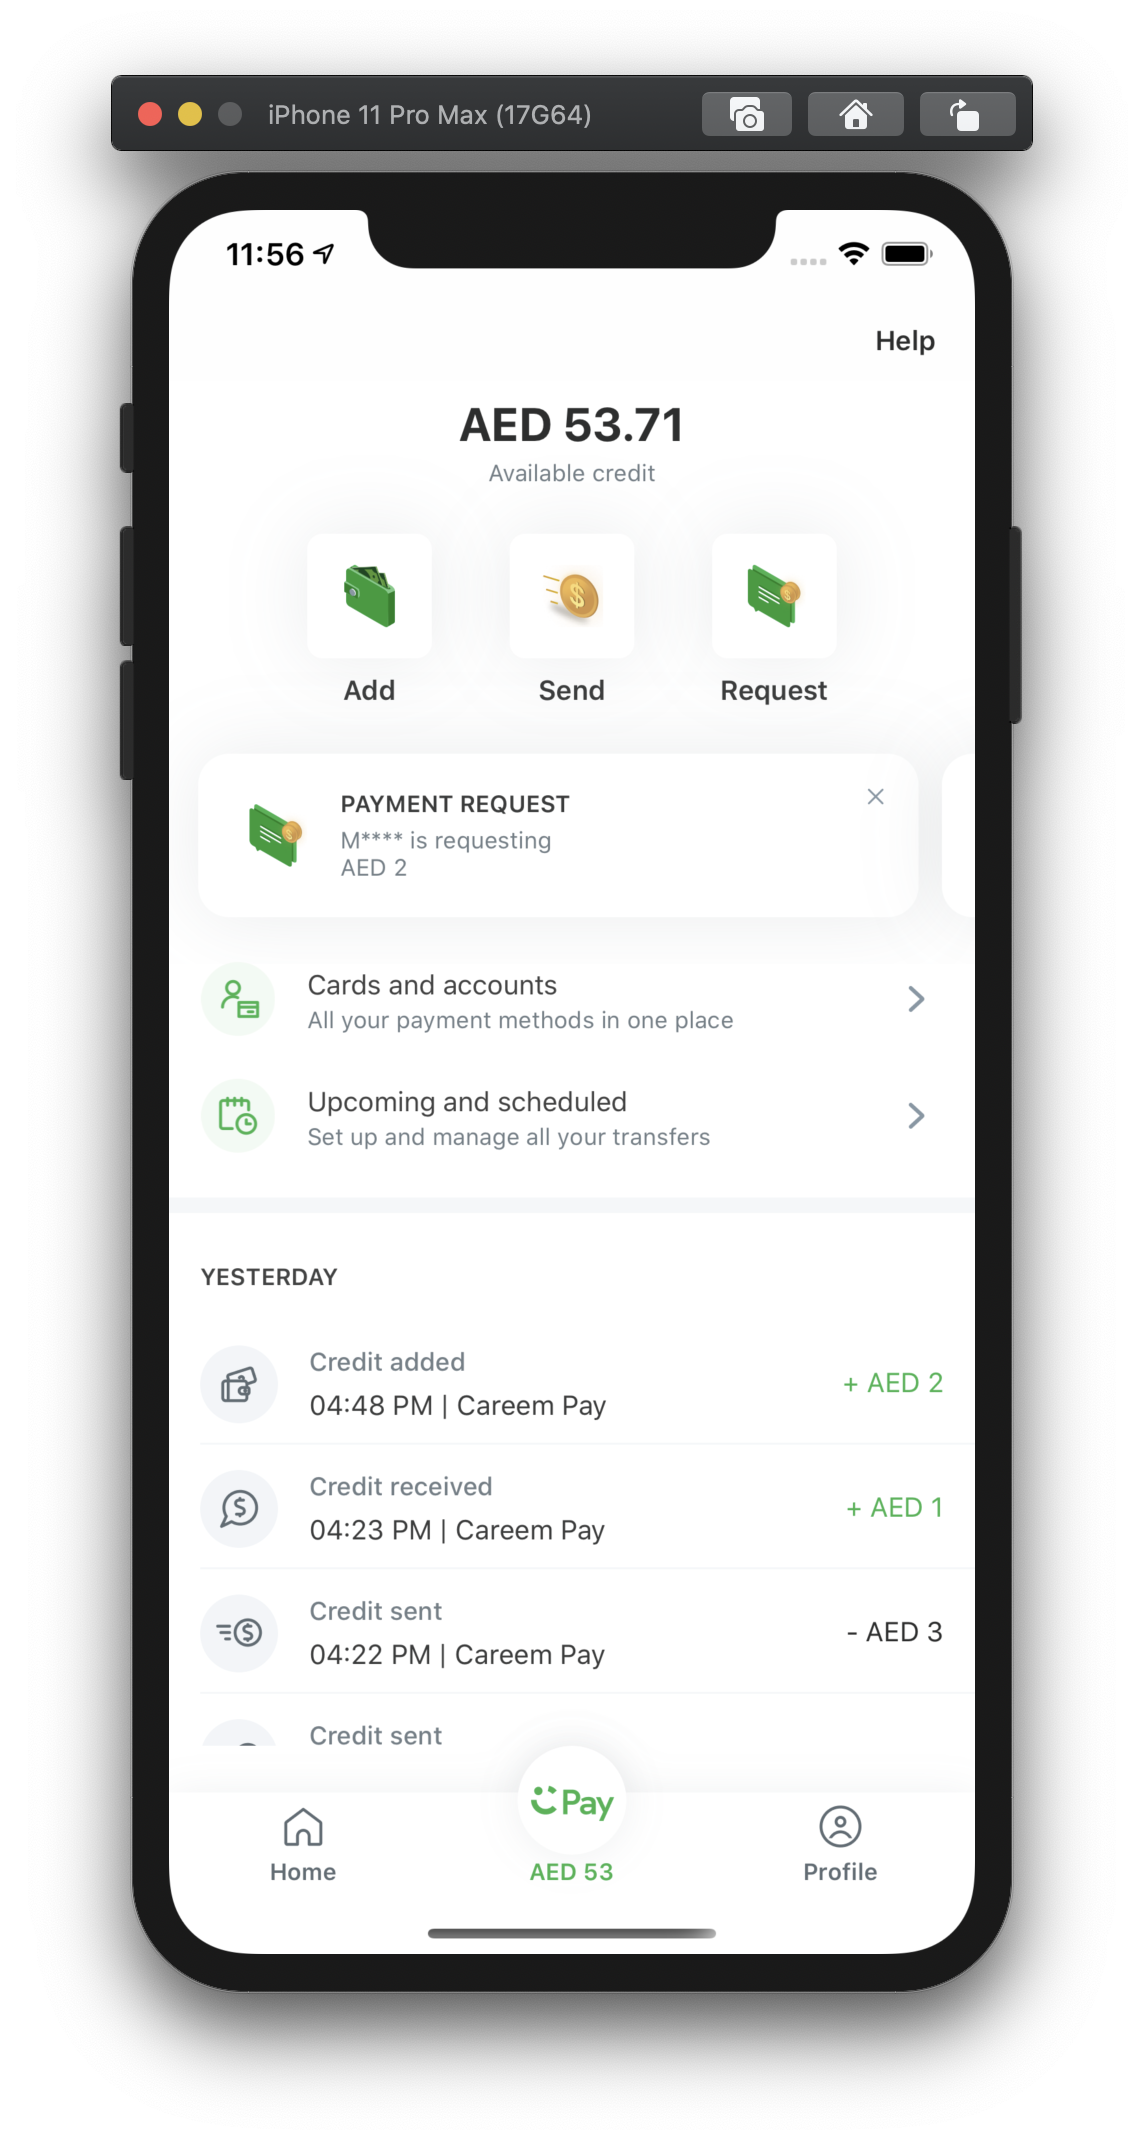 iPhone 11 Pro Max (17G64)
11:56
Help
AED 53.71
Available credit
Add
Send
Request
PAYMENT REQUEST
M**** is requesting
AED 2
Cards and accounts
All your payment methods in one place
Upcoming and scheduled
Set up and manage all your transfers
YESTERDAY
Credit added
04:48 PM | Careem Pay
+ AED 2
Credit received
04:23 PM | Careem Pay
+ AED 1
Credit sent
04:22 PM | Careem Pay
- AED 3
Credit sent
Pay
Home
AED 53
Profile